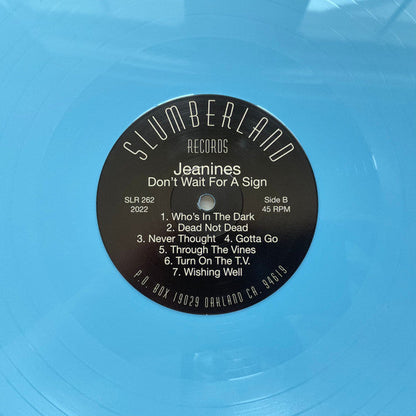 SLUMBERLAND
RECORDS
Jeanines
Don't Wait For A Sign
SLR 262 Side B
2022 45 RPM
1. Who's In The Dark
2. Dead Not Dead
3. Never Thought 4. Gotta Go
5. Through The Vines
6. Turn On The T.V.
7. Wishing Well
P.O. BOX 19029 OAKLAND CA. 94619